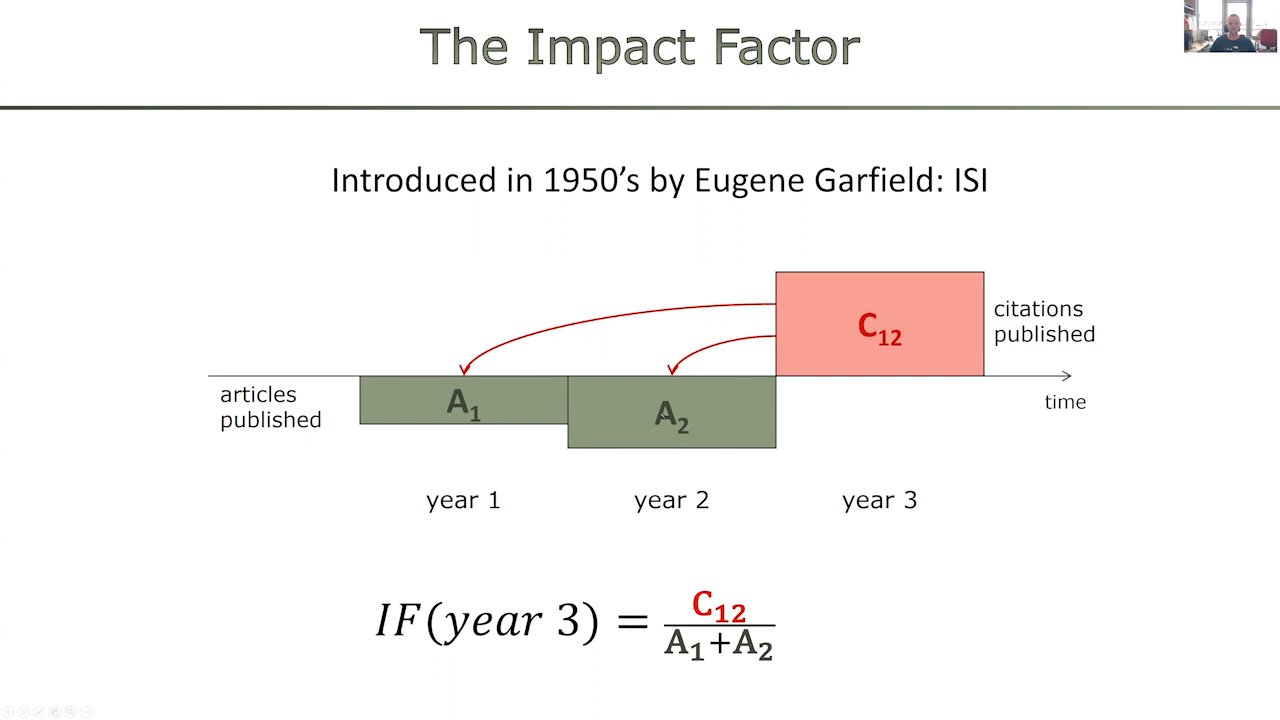 The Impact Factor
Introduced in 1950's by Eugene Garfield: ISI
C12
citations
published
articles
published
A1
A2
time
year 1
year 2
year 3
IF(year 3) = C12 / A1+A2